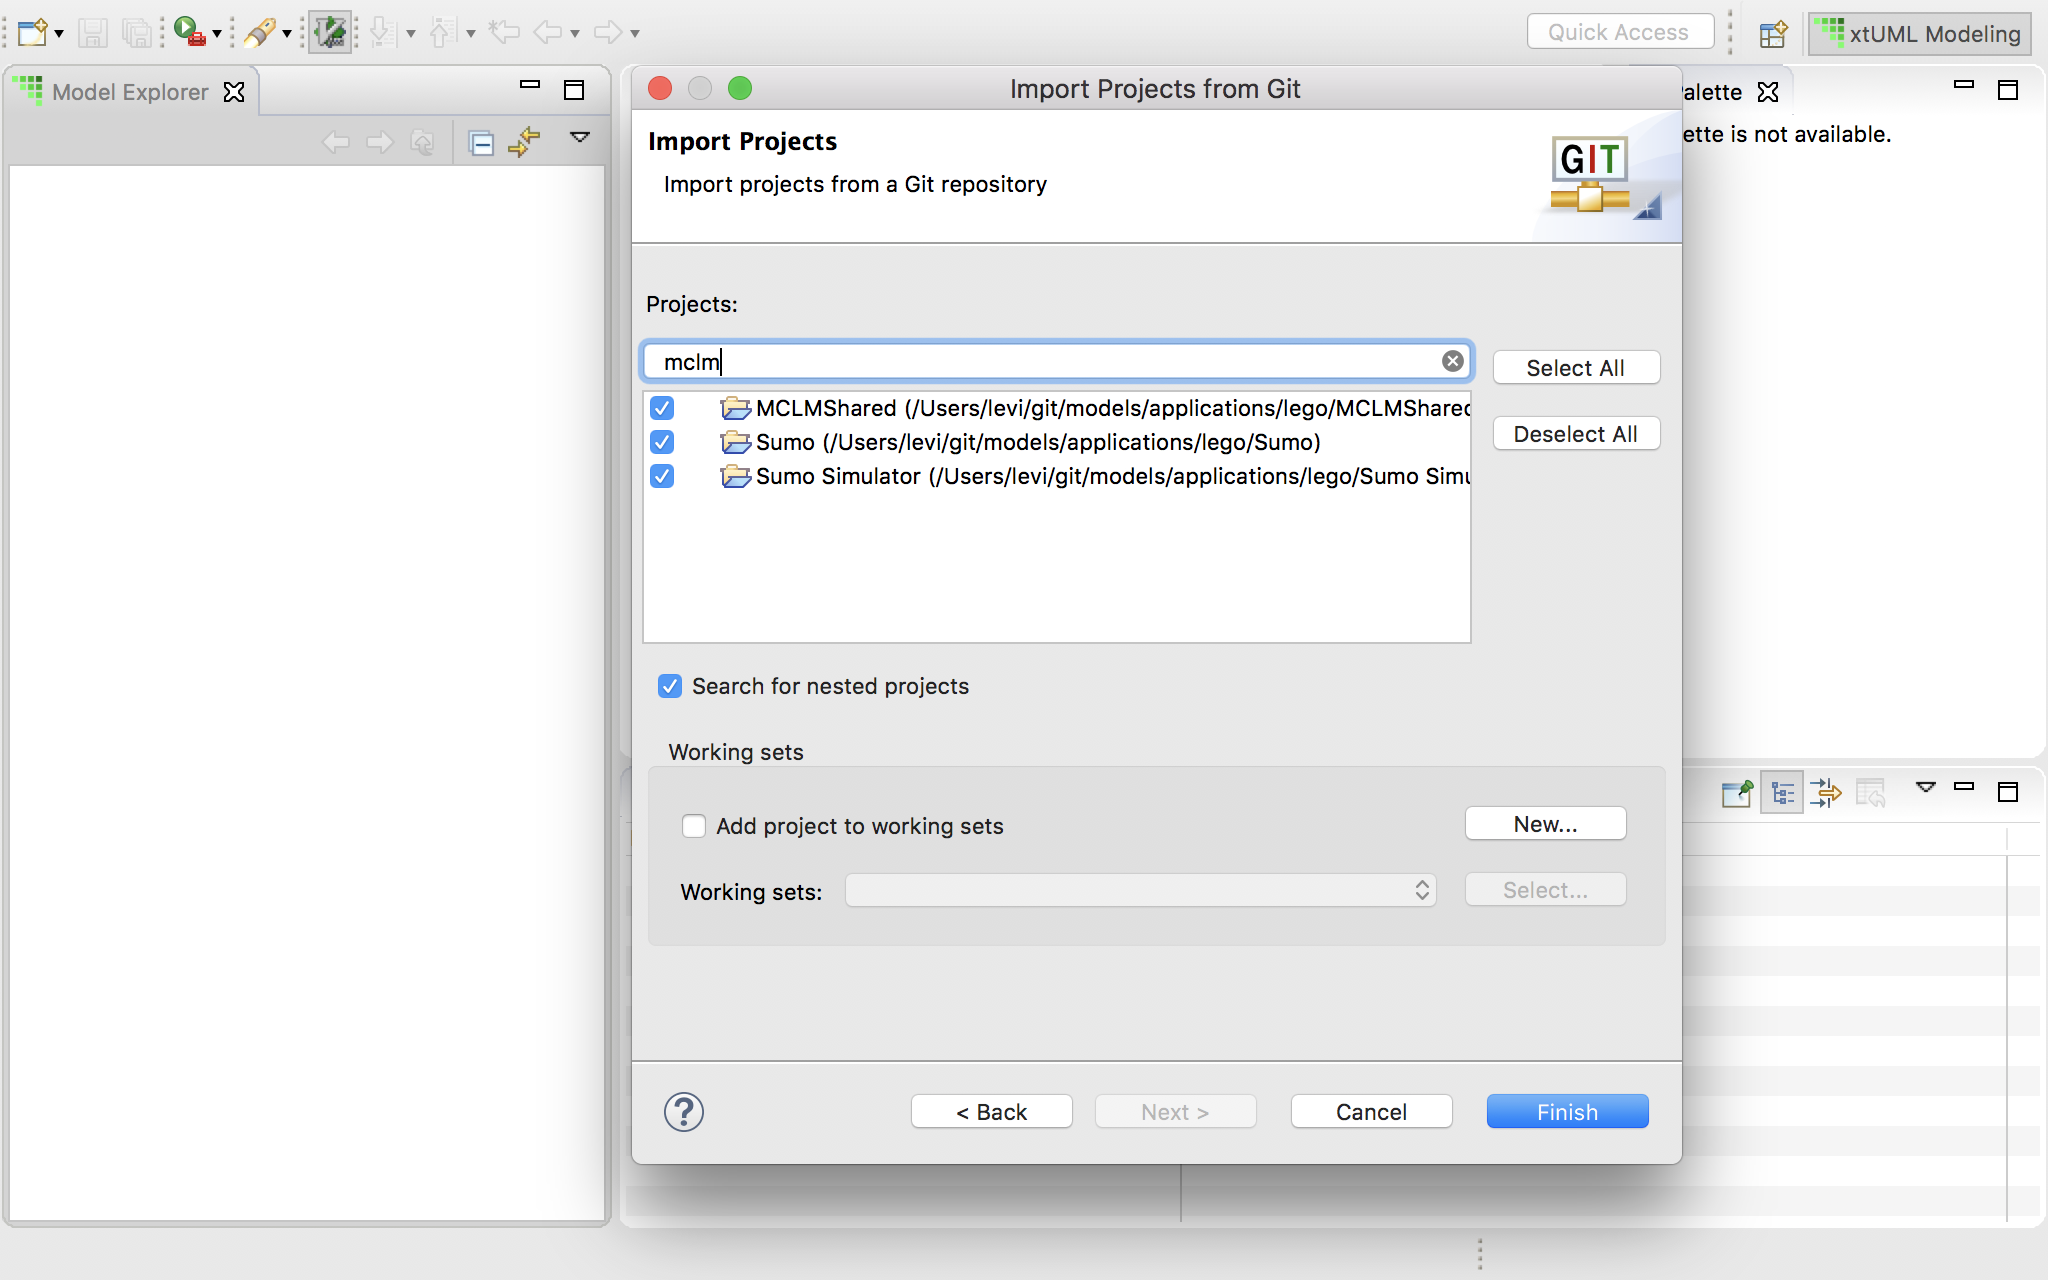 Quick Access
xtUML Modeling
Model Explorer
Import Projects from Git
alette
ette is not available.
Import Projects
Import projects from a Git repository
GIT
Projects:
mclm
Select All
MCLMShared (/Users/levi/git/models/applications/lego/MCLMShared
Deselect All
Sumo (/Users/levi/git/models/applications/lego/Sumo)
Sumo Simulator (/Users/levi/git/models/applications/lego/Sumo Simu
Search for nested projects
Working sets
Add project to working sets
New...
Working sets:
Select...
?
< Back
Next >
Cancel
Finish